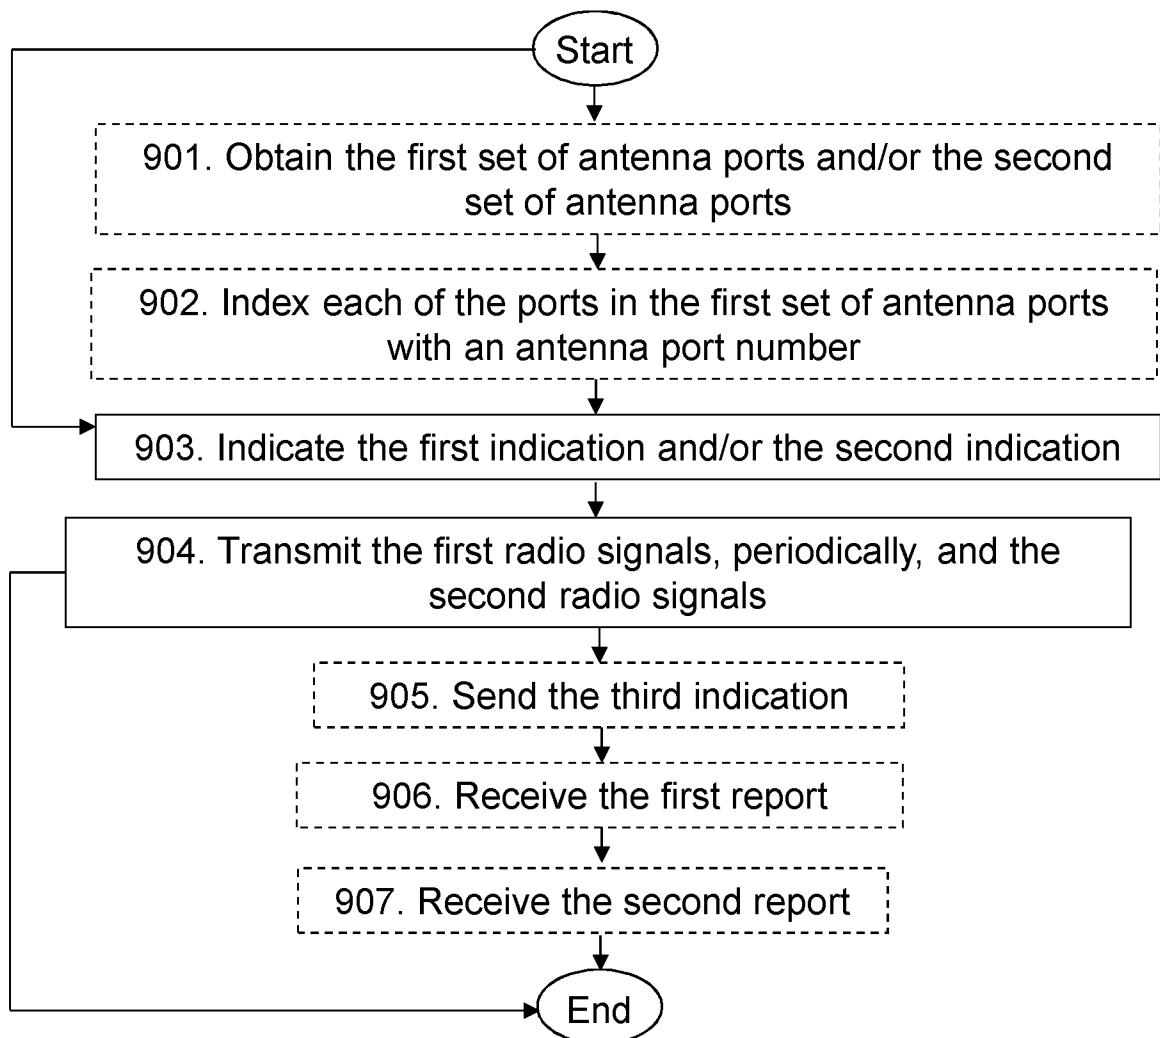 Start
901. Obtain the first set of antenna ports and/or the second
set of antenna ports
902. Index each of the ports in the first set of antenna ports
with an antenna port number
903. Indicate the first indication and/or the second indication
904. Transmit the first radio signals, periodically, and the
second radio signals
905. Send the third indication
906. Receive the first report
907. Receive the second report
End